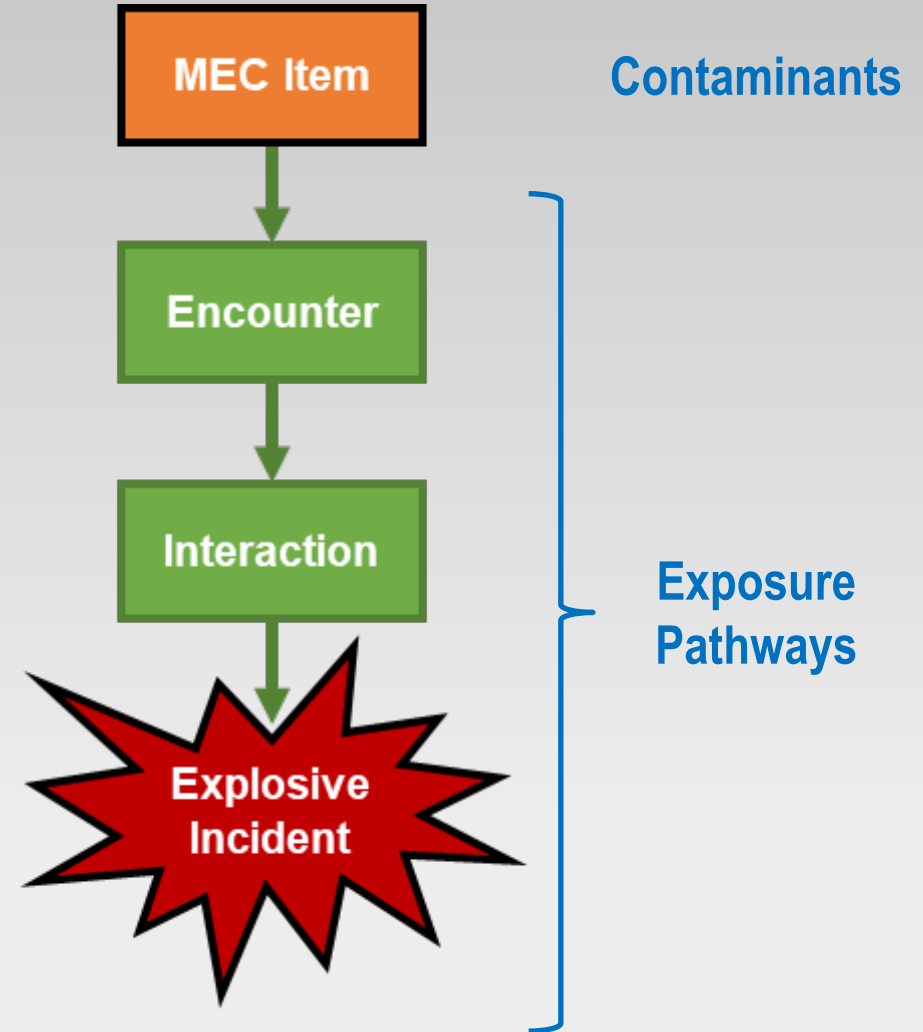 MEC Item
Contaminants
Encounter
Interaction
Exposure
Pathways
Explosive
Incident